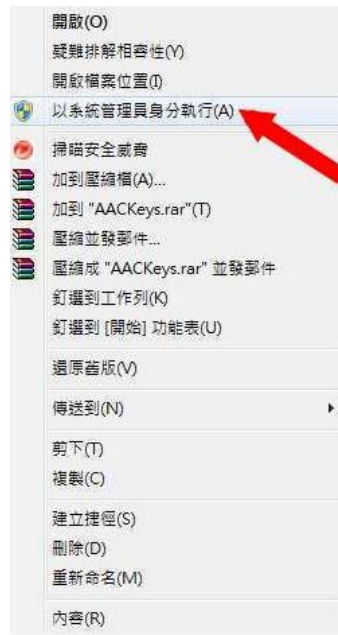 開啟(O)
疑難排解相容性(Y)
開啟檔案位置(I)
以系統管理員身分執行(A)
掃瞄安全威脅
加到壓縮檔(A)...
加到 "AACKeys.rar"(T)
壓縮並發郵件...
壓縮成 "AACKeys.rar" 並發郵件
釘選到工作列(K)
釘選到 [開始] 功能表(U)
還原舊版(V)
傳送到(N)
剪下(T)
複製(C)
建立捷徑(S)
刪除(D)
重新命名(M)
內容(R)